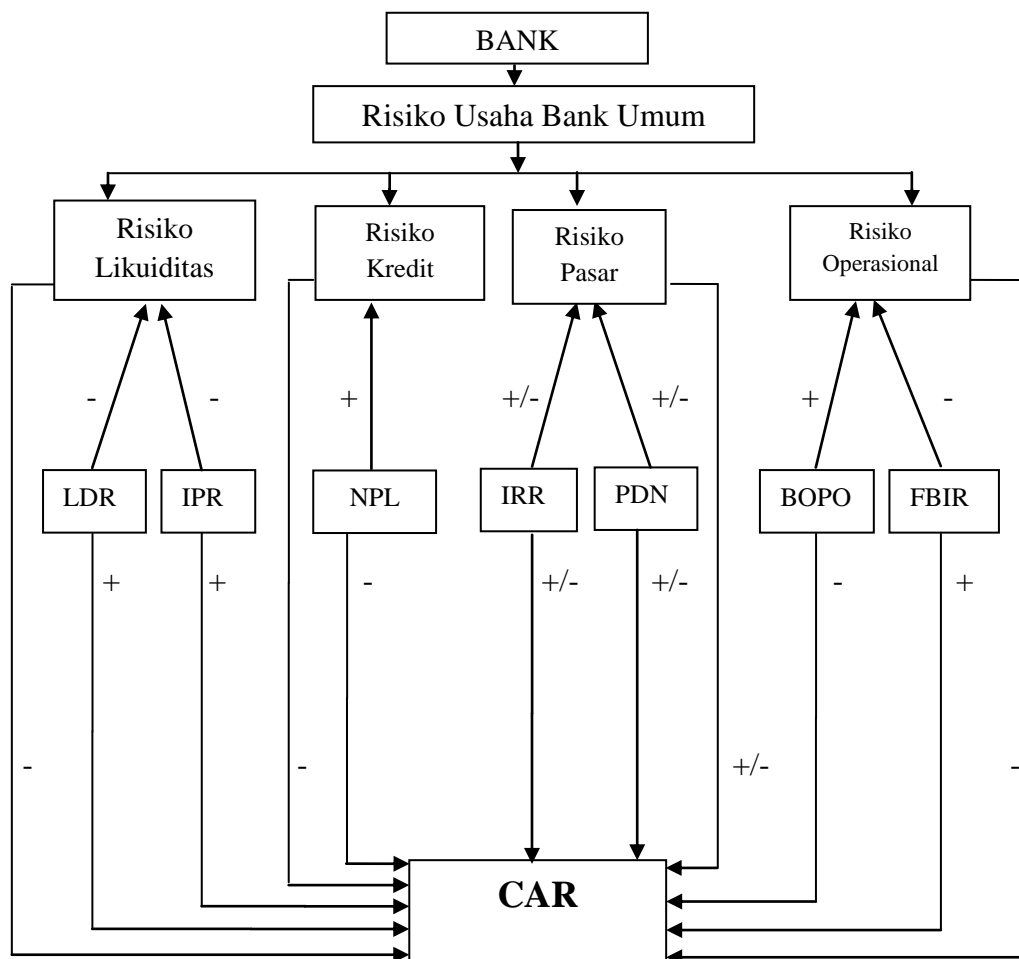 BANK
Risiko Usaha Bank Umum
Risiko
Likuiditas
Risiko
Kredit
Risiko
Pasar
Risiko
Operasional
-
-
+
+/-
+/-
+
-
LDR
IPR
NPL
IRR
PDN
BOPO
FBIR
+
+
-
+/-
+/-
-
+
-
-
+/-
-
CAR